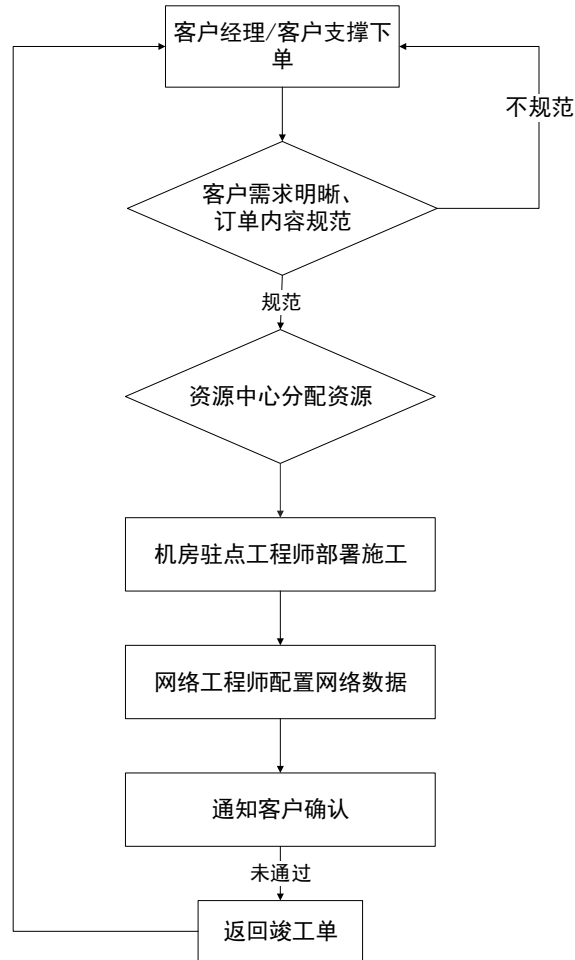 客户经理/客户支撑下
单
不规范
客户需求明晰、
订单内容规范
规范
资源中心分配资源
机房驻点工程师部署施工
网络工程师配置网络数据
通知客户确认
未通过
返回竣工单